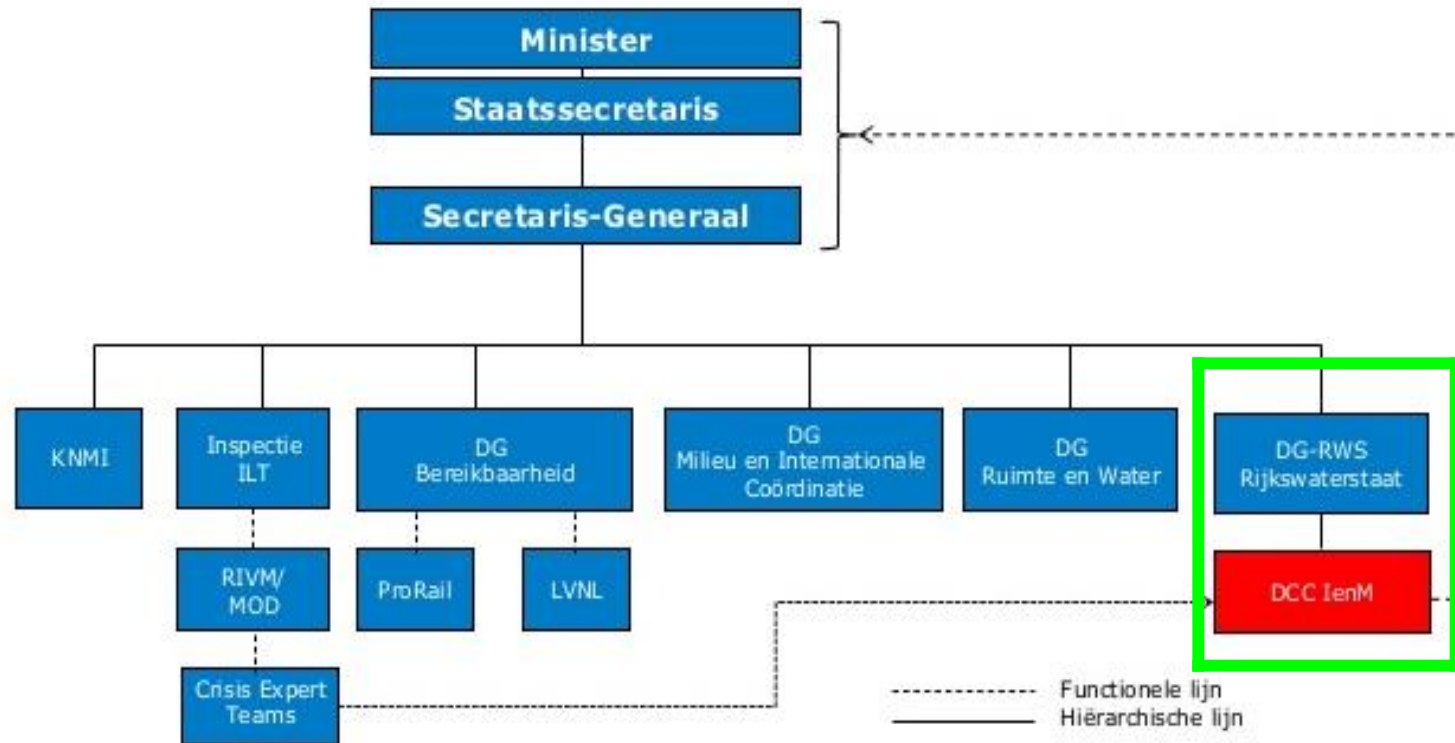 Minister
Staatssecretaris
Secretaris-Generaal
KNMI
Inspectie
ILT
DG
Bereikbaarheid
DG
Milieu en Internationale
Coördinatie
DG
Ruimte en Water
DG-RWS
Rijkswaterstaat
RIVM/
MOD
ProRail
LVNL
DCC IenM
Crisis Expert
Teams
Functionele lijn
Hiërarchische lijn